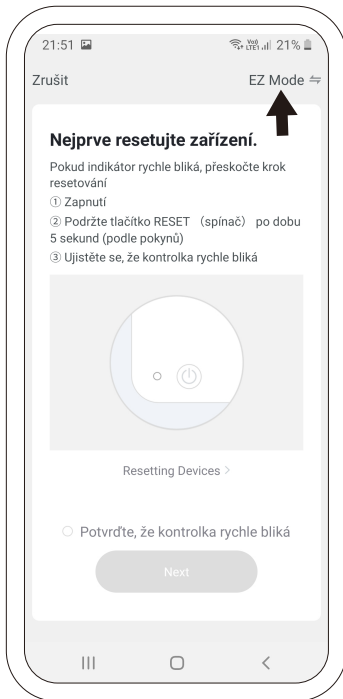 21:51 21%
Zrušit EZ Mode
Nejprve resetujte zařízení.
Pokud indikátor rychle bliká, přeskočte krok
resetování
① Zapnutí
② Podržte tlačítko RESET （spínač） po dobu
5 sekund (podle pokynů)
③ Ujistěte se, že kontrolka rychle bliká
Resetting Devices >
Potvrďte, že kontrolka rychle bliká
Next